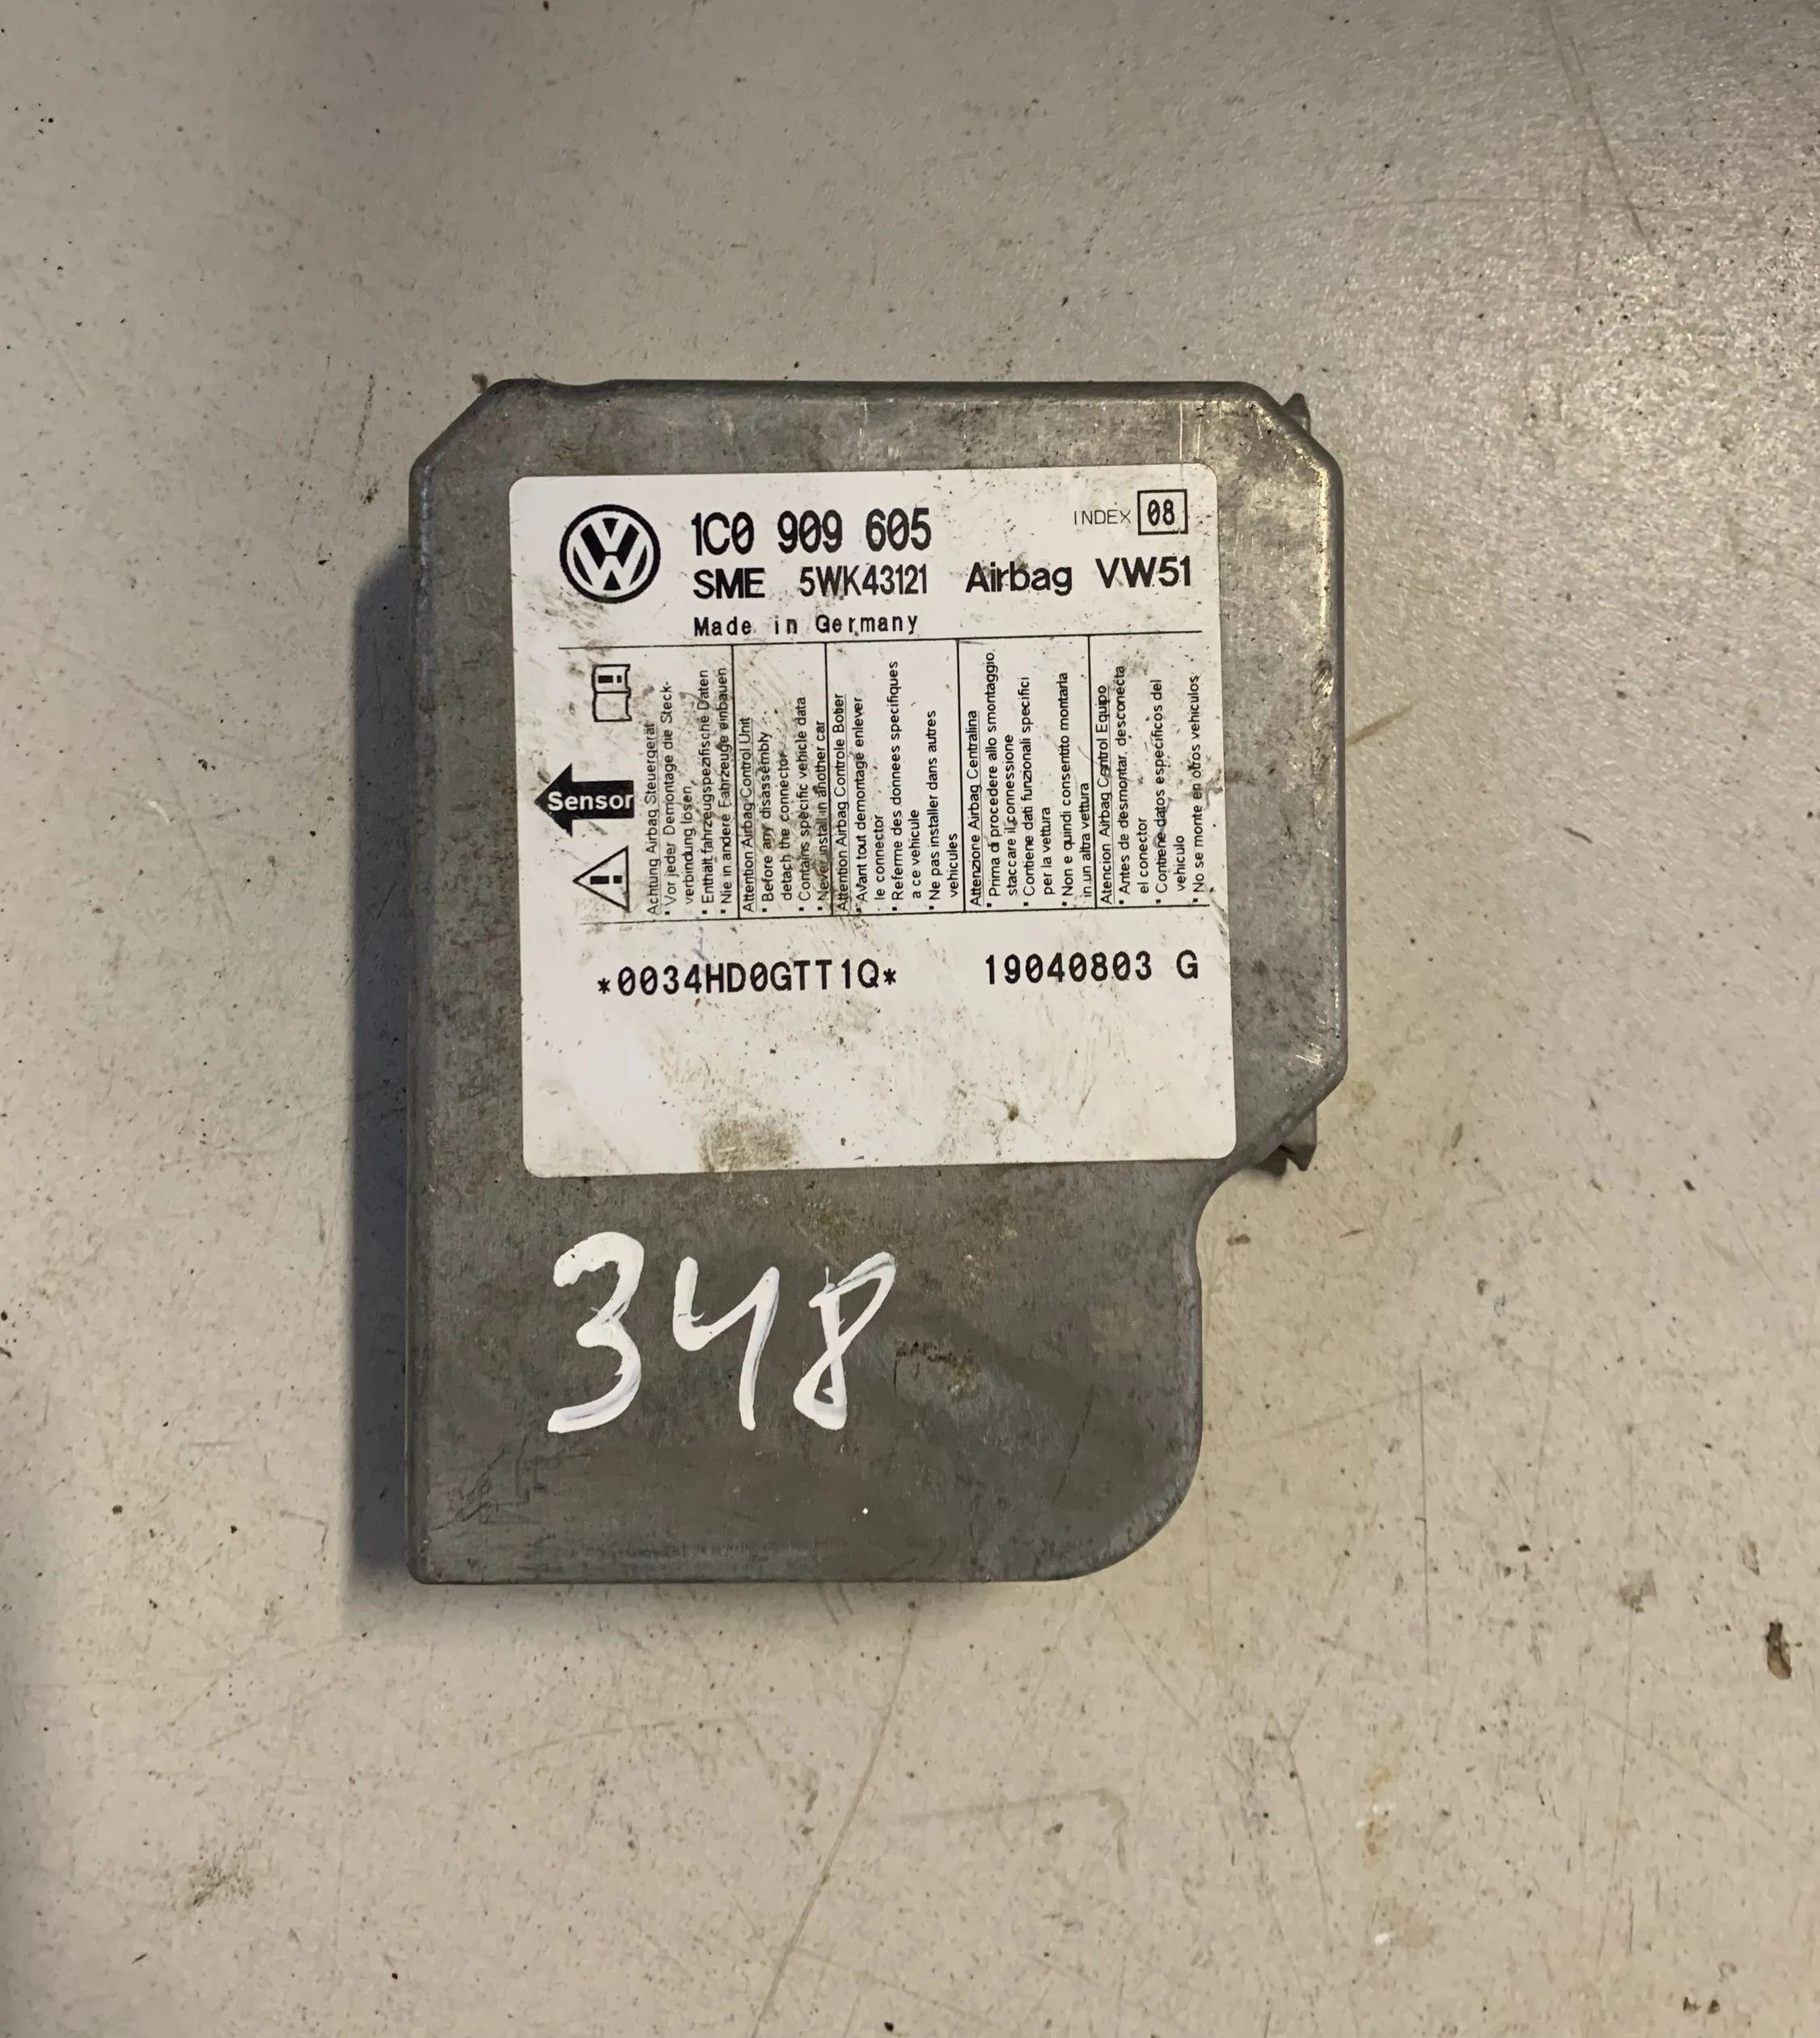 1C0 909 605
INDEX 08
SME 5WK43121 Airbag VW51
Made in Germany
Sensor
Achtung Airbag Steuergerät
* Vor jeder Demontage die Steck-
verbindung lösen
* Enthält fahrzeugspezifische Daten
* Nie in andere Fahrzeuge einbauen
Attention Airbag Control Unit
* Before any disassembly
detach the connector
* Contains specific vehicle data
* Never install in another car
Attention Airbag Controle Botier
* Avant tout demontage enlever
le connector
* Referme des donnees specifiques
a ce vehicule
* Ne pas installer dans autres
vehicules
Attenzione Airbag Centralina
* Prima di procedere allo smontaggio
staccare il connessione
* Contiene dati funzionali specifici
per la vettura
* Non e quindi consentito montarla
in un altra vettura
Atencion Airbag Control Equipo
* Antes de desmontar, desconecta
el conector
* Contiene datos especificos del
vehiculo
* No se monte en otros vehiculos
*0034HD0GTT1Q* 19040803 G
348